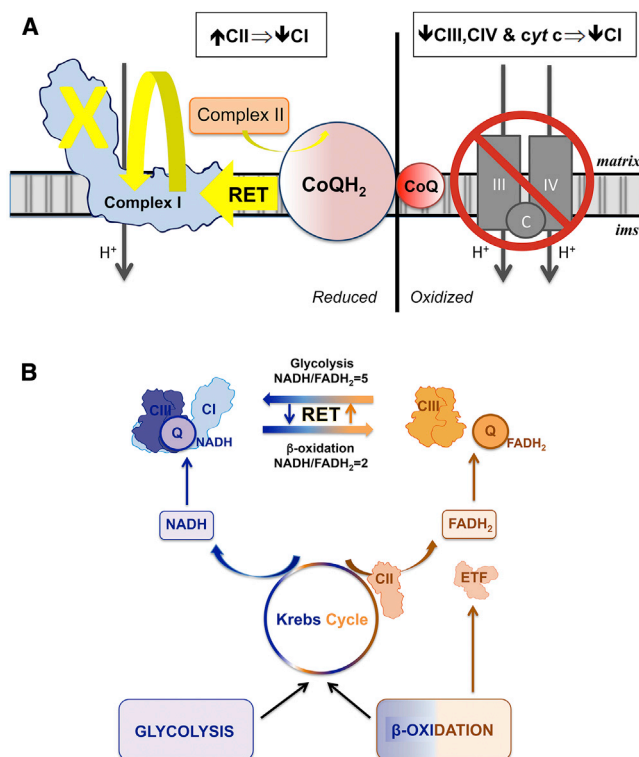 A
↑CII⇒↓CI
↓CIII,CIV & cyt c⇒↓CI
X
Complex II
Complex I
RET
CoQH₂
CoQ
III
IV
C
matrix
ims
H⁺
H⁺
H⁺
Reduced
Oxidized
B
Glycolysis
NADH/FADH₂=5
RET
β-oxidation
NADH/FADH₂=2
CIII
CI
Q
NADH
CIII
Q
FADH₂
NADH
FADH₂
CII
ETF
Krebs Cycle
GLYCOLYSIS
β-OXIDATION